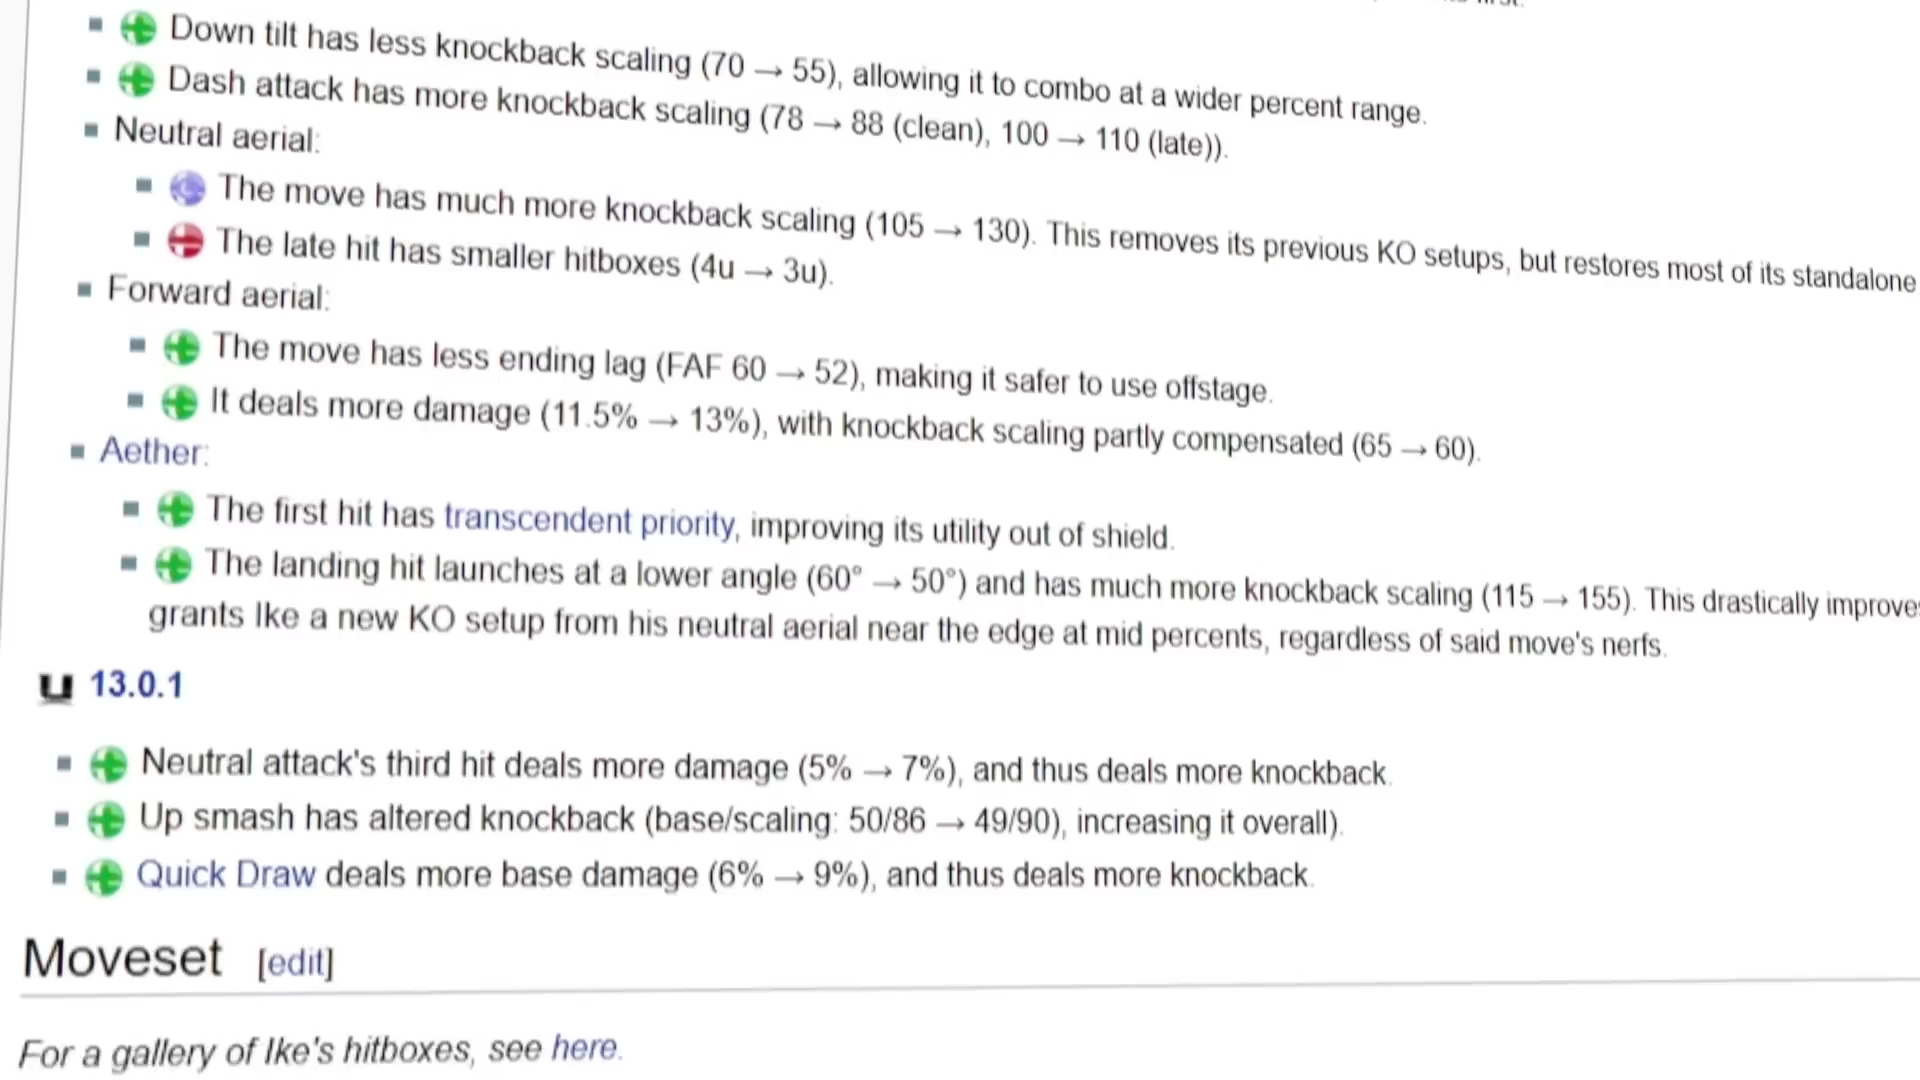 Down tilt has less knockback scaling (70 → 55), allowing it to combo at a wider percent range.
Dash attack has more knockback scaling (78 → 88 (clean), 100 → 110 (late)).
Neutral aerial:
The move has much more knockback scaling (105 → 130). This removes its previous KO setups, but restores most of its standalone
The late hit has smaller hitboxes (4u → 3u).
Forward aerial:
The move has less ending lag (FAF 60 → 52), making it safer to use offstage.
It deals more damage (11.5% → 13%), with knockback scaling partly compensated (65 → 60).
Aether:
The first hit has transcendent priority, improving its utility out of shield.
The landing hit launches at a lower angle (60° → 50°) and has much more knockback scaling (115 → 155). This drastically improves
grants Ike a new KO setup from his neutral aerial near the edge at mid percents, regardless of said move's nerfs.
U 13.0.1
Neutral attack's third hit deals more damage (5% → 7%), and thus deals more knockback.
Up smash has altered knockback (base/scaling: 50/86 → 49/90), increasing it overall).
Quick Draw deals more base damage (6% → 9%), and thus deals more knockback.
Moveset [edit]
For a gallery of Ike's hitboxes, see here.